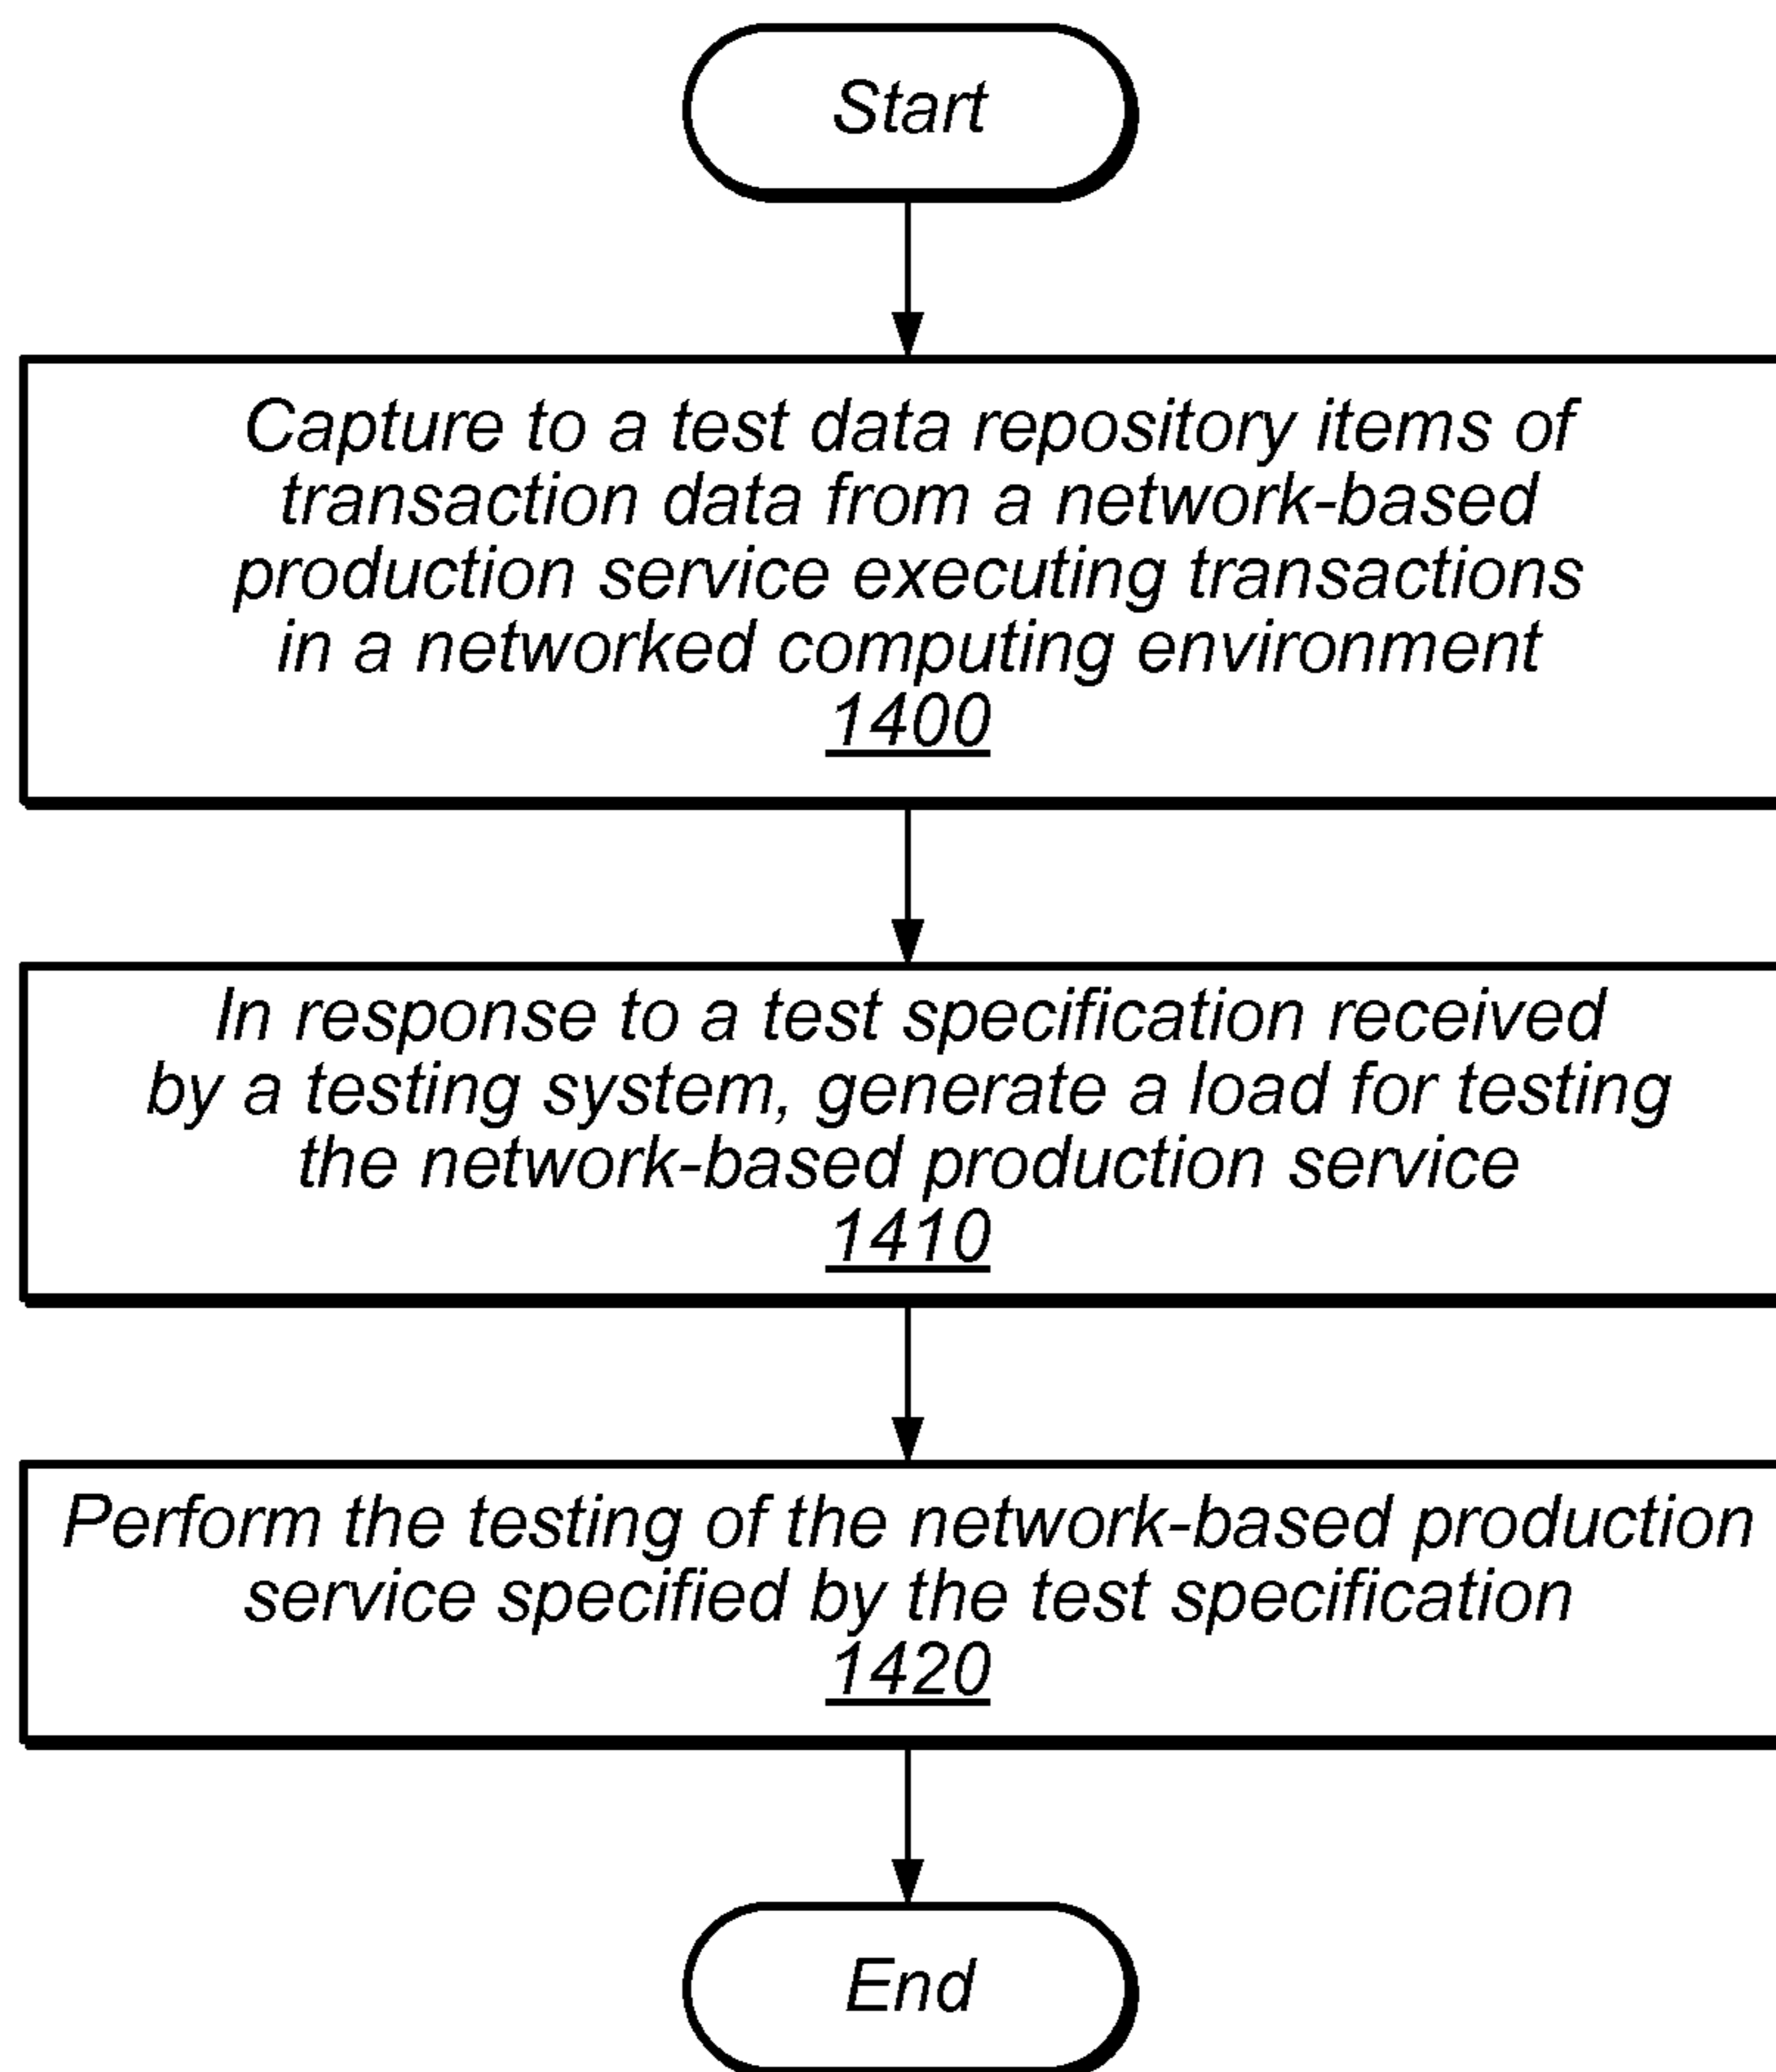 Start
Capture to a test data repository items of
transaction data from a network-based
production service executing transactions
in a networked computing environment
1400
In response to a test specification received
by a testing system, generate a load for testing
the network-based production service
1410
Perform the testing of the network-based production
service specified by the test specification
1420
End